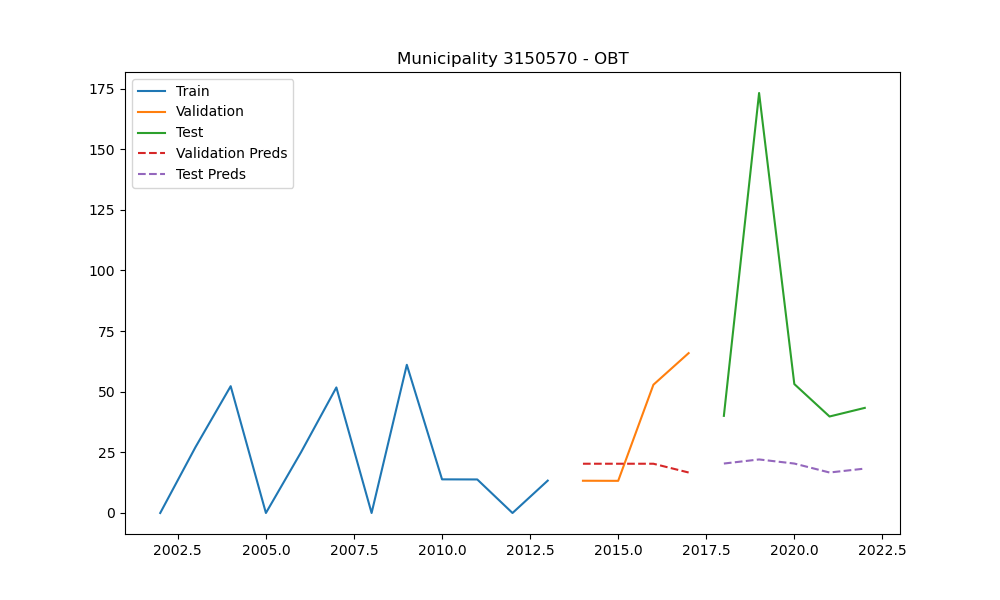 Municipality 3150570 - OBT
Train
Validation
Test
Validation Preds
Test Preds
175
150
125
100
75
50
25
0
2002.5 2005.0 2007.5 2010.0 2012.5 2015.0 2017.5 2020.0 2022.5